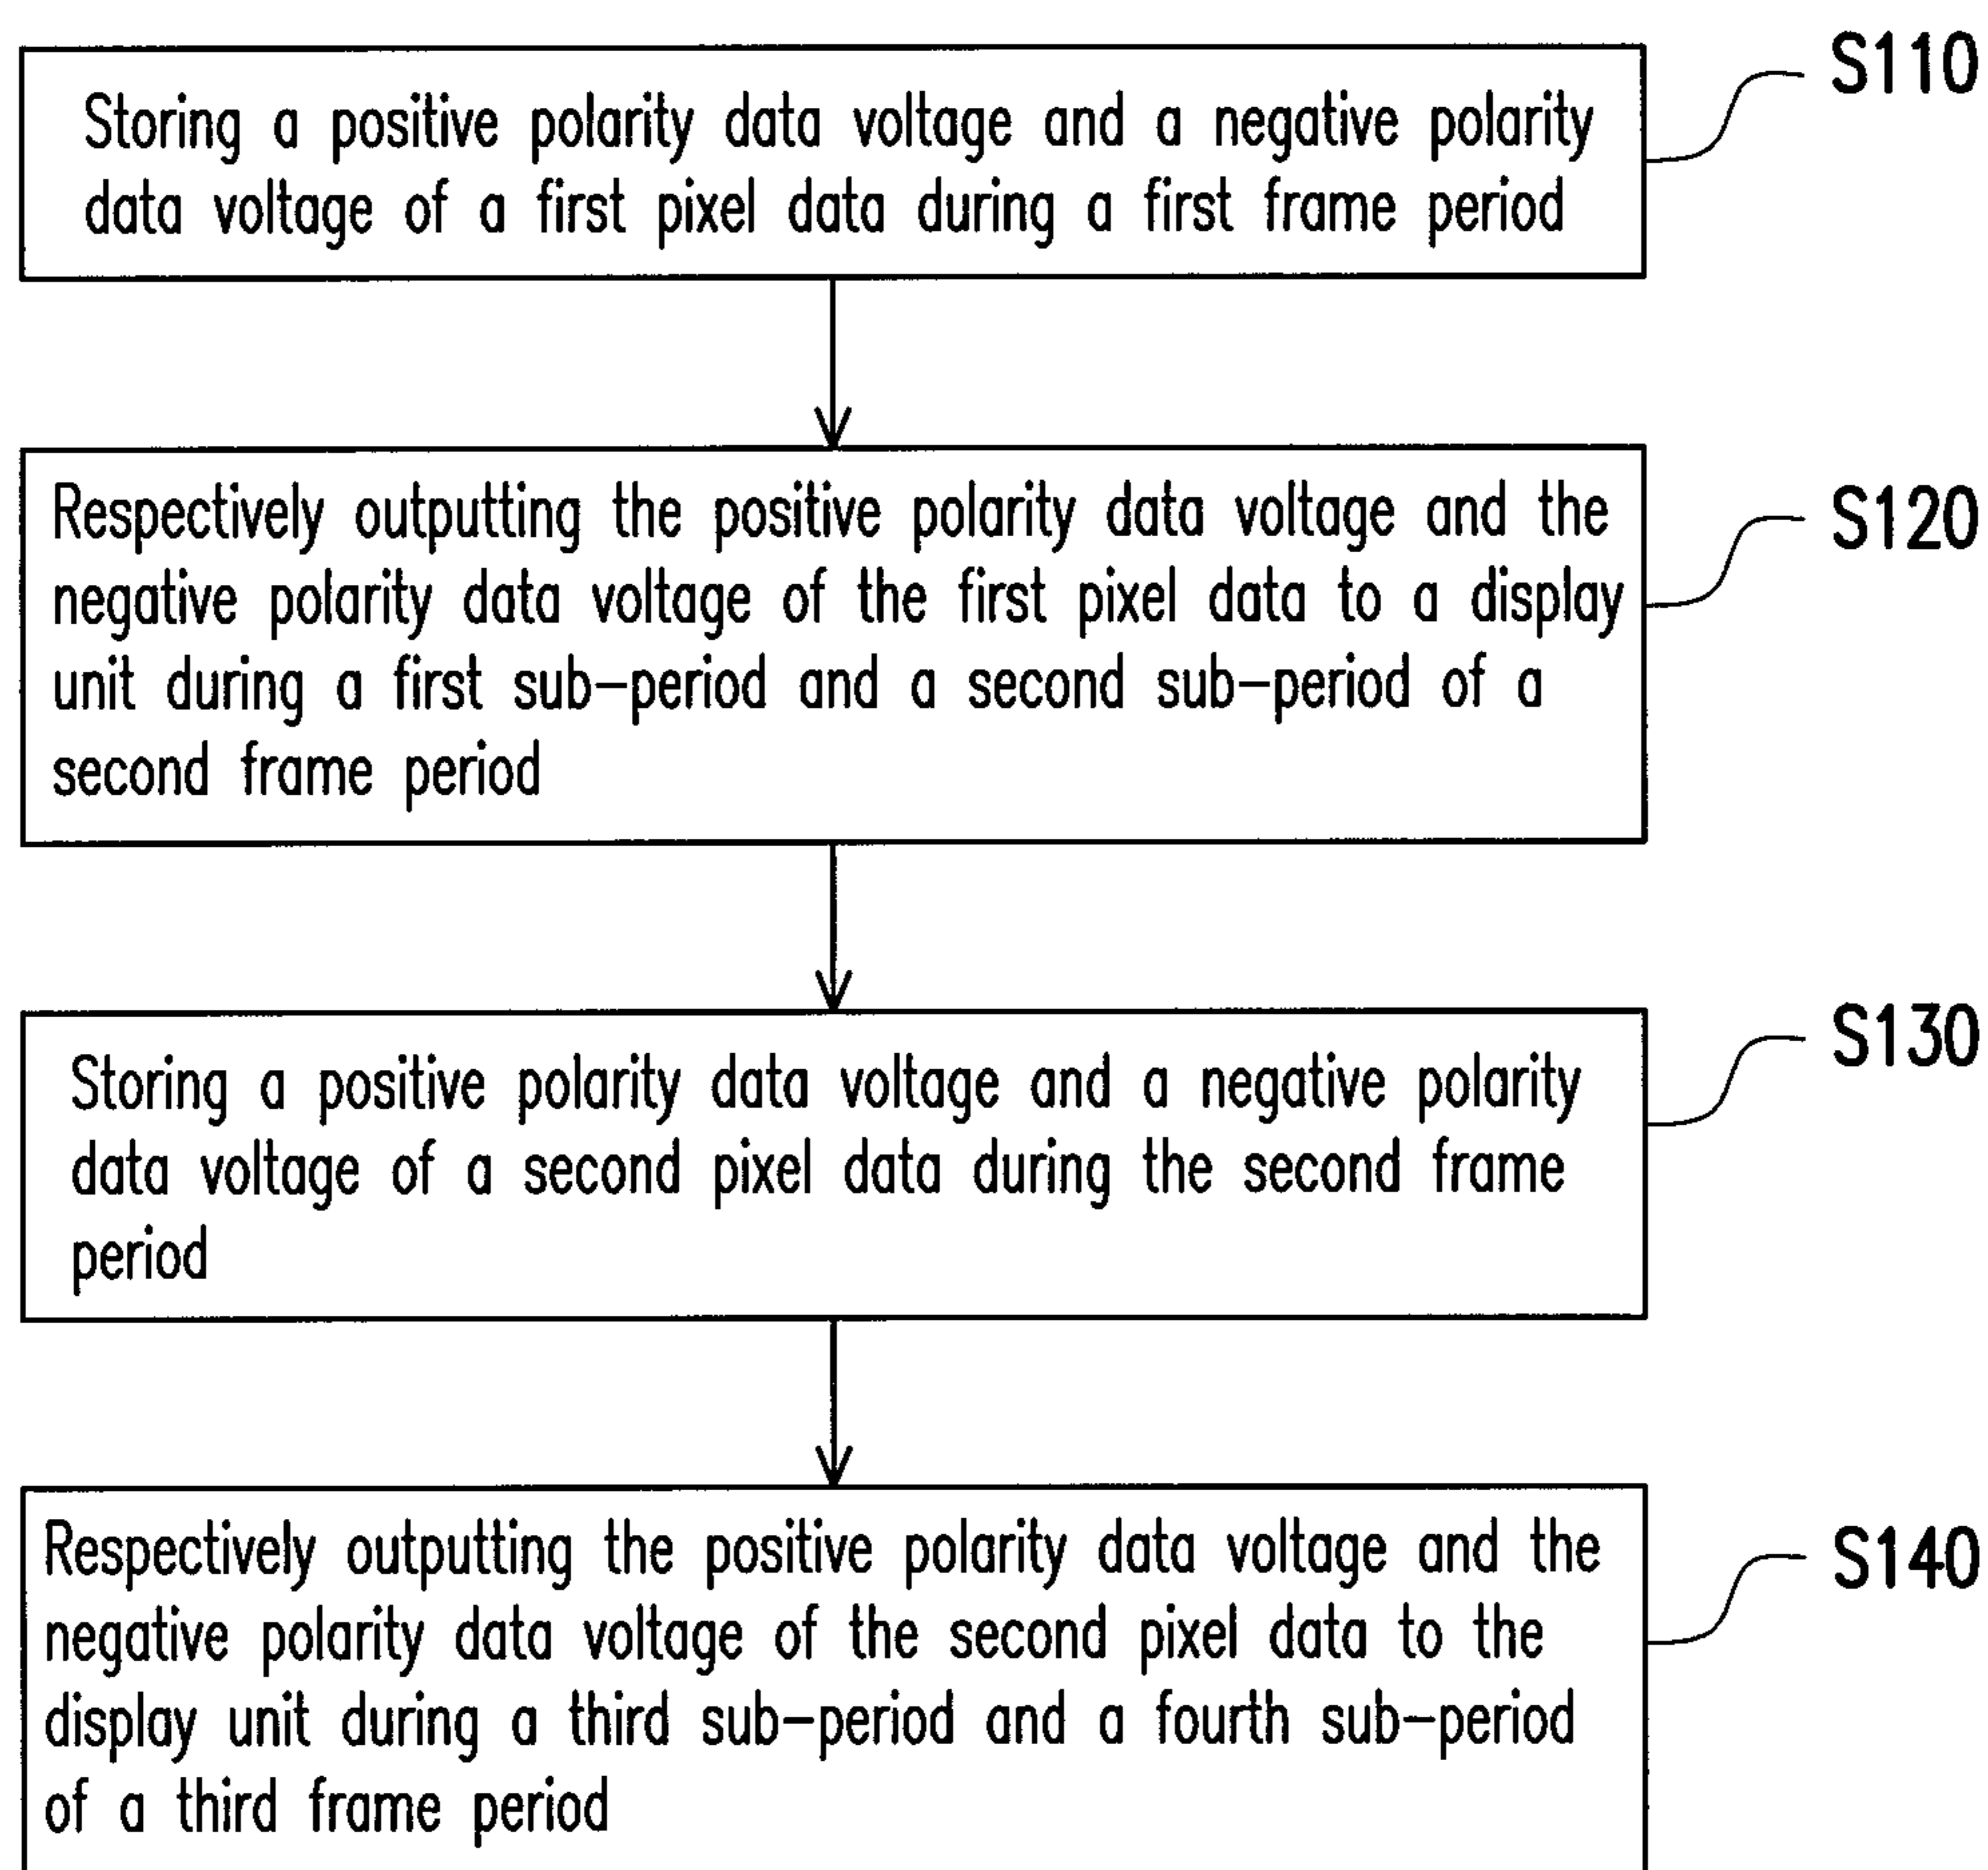 S110
Storing a positive polarity data voltage and a negative polarity
data voltage of a first pixel data during a first frame period
Respectively outputting the positive polarity data voltage and the
negative polarity data voltage of the first pixel data to a display
unit during a first sub-period and a second sub-period of a
second frame period
S120
Storing a positive polarity data voltage and a negative polarity
data voltage of a second pixel data during the second frame
period
S130
Respectively outputting the positive polarity data voltage and the
negative polarity data voltage of the second pixel data to the
display unit during a third sub-period and a fourth sub-period
of a third frame period
S140